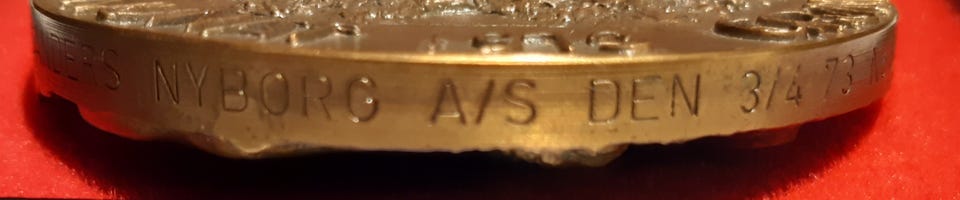 NYBORG A/S DEN 3/4 73